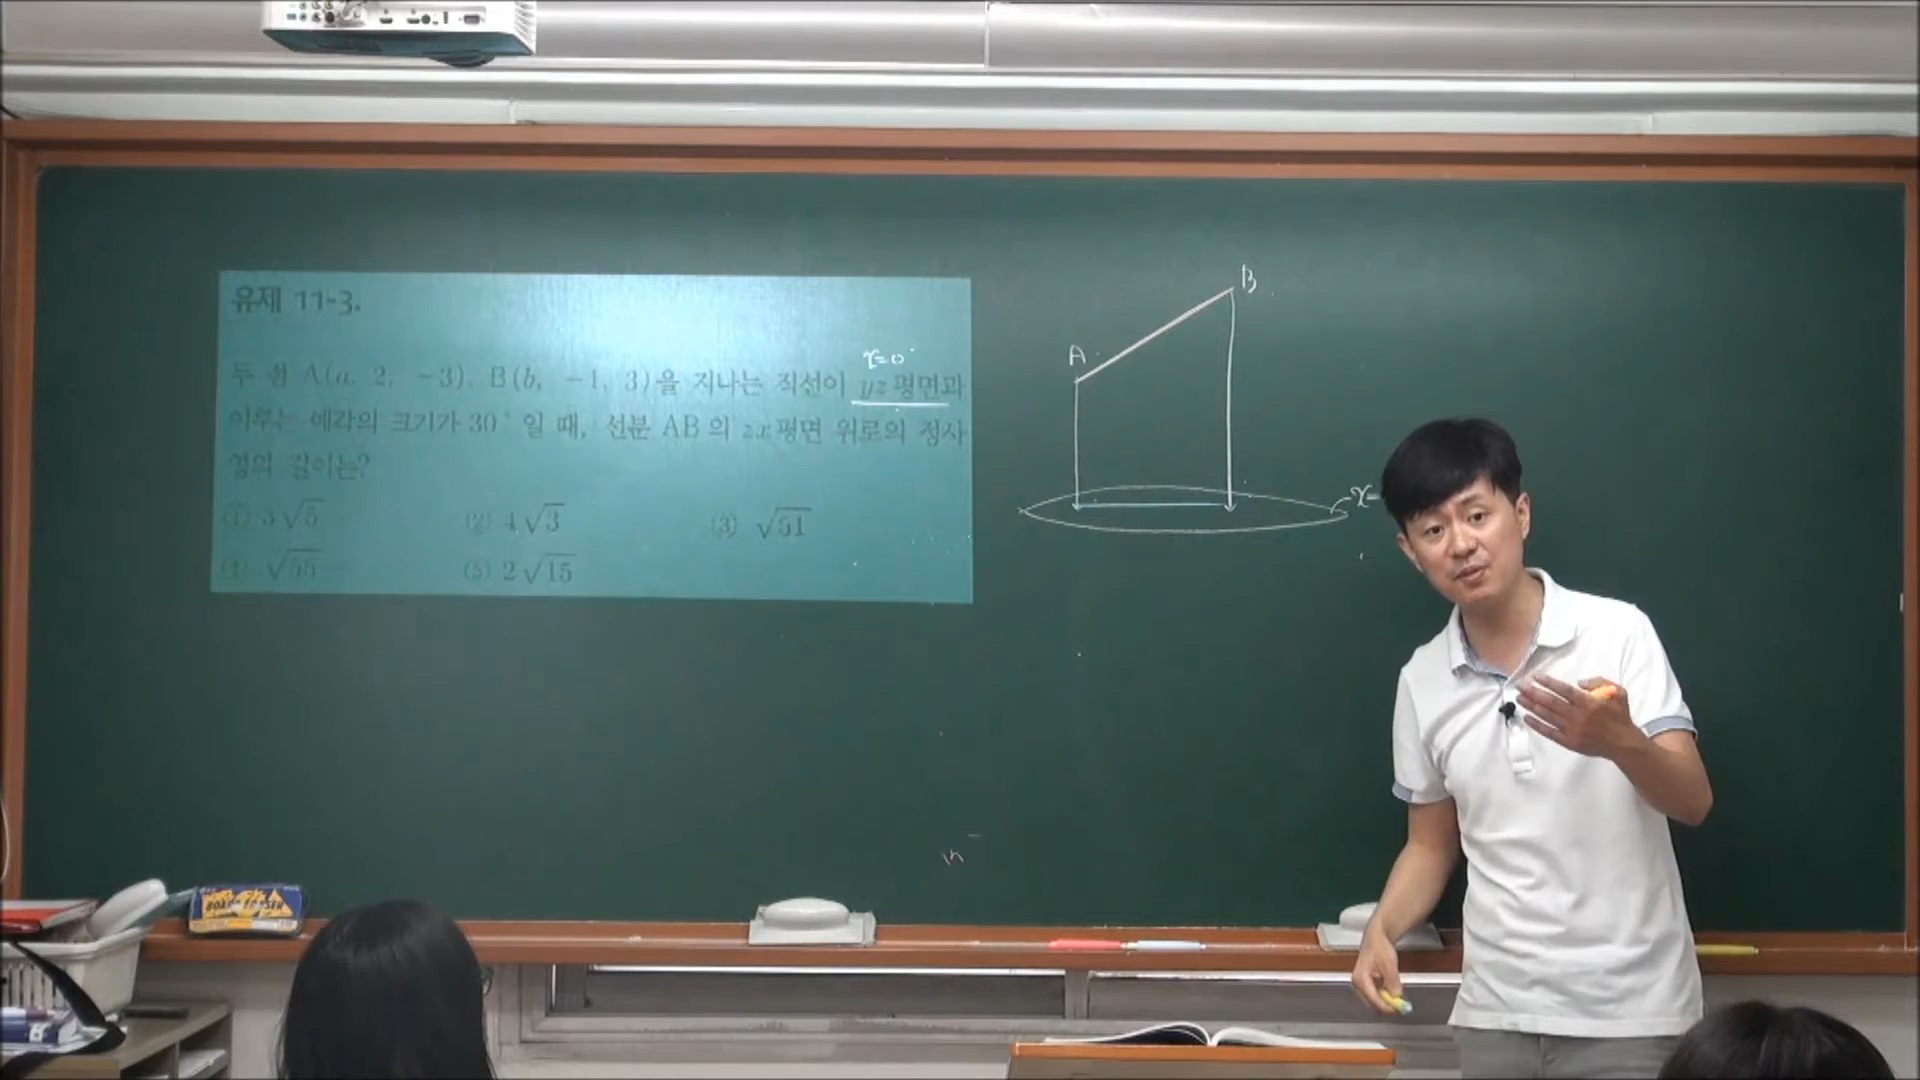 유제 11-3.
x=0
두 점 A(a, 2, -3), B(b, -1, 3)을 지나는 직선이 yz평면과
이루는 예각의 크기가 30° 일 때, 선분 AB의 zx평면 위로의 정사
영의 길이는?
① 3√5 ② 4√3 ③ √51
④ √55 ⑤ 2√15
B
A
x=
BOARD ERASER